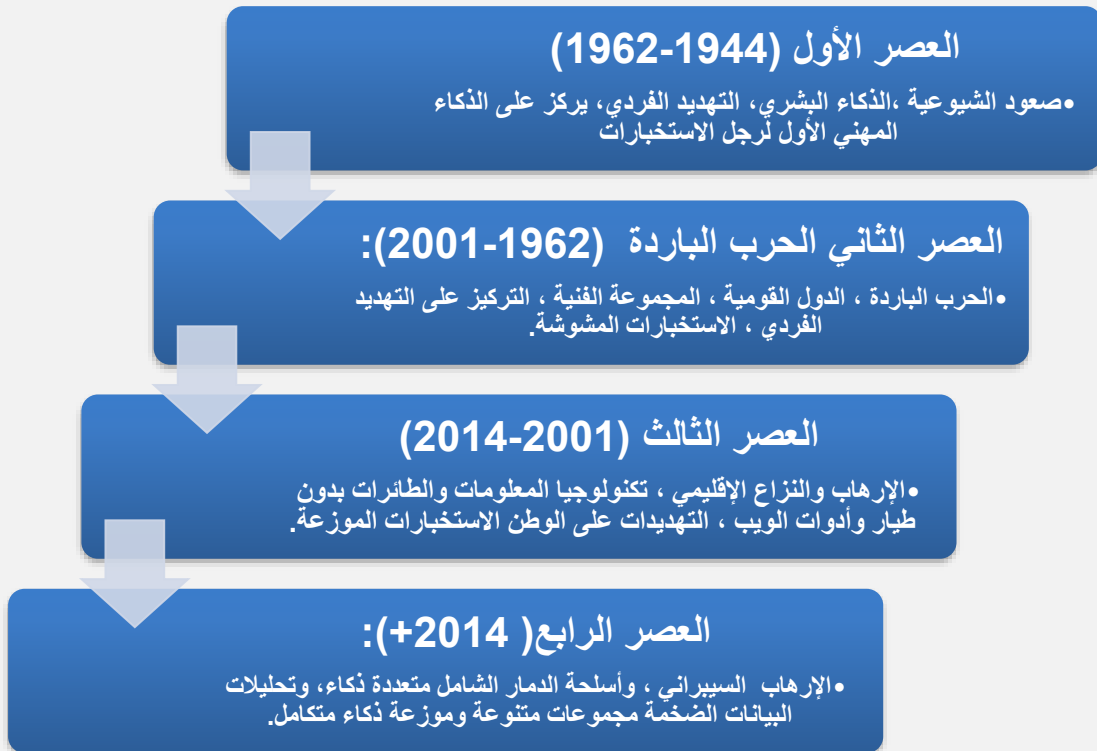 العصر الأول (1944-1962)
•صعود الشيوعية ،الذكاء البشري، التهديد الفردي، يركز على الذكاء
المهني الأول لرجل الاستخبارات
العصر الثاني الحرب الباردة (1962-2001):
•الحرب الباردة ، الدول القومية ، المجموعة الفنية ، التركيز على التهديد
الفردي ، الاستخبارات المشوشة.
العصر الثالث (2001-2014)
•الإرهاب والنزاع الإقليمي ، تكنولوجيا المعلومات والطائرات بدون
طيار وأدوات الويب ، التهديدات على الوطن الاستخبارات الموزعة.
العصر الرابع( 2014+):
•الإرهاب السيبراني ، وأسلحة الدمار الشامل متعددة ذكاء، وتحليلات
البيانات الضخمة مجموعات متنوعة وموزعة ذكاء متكامل.